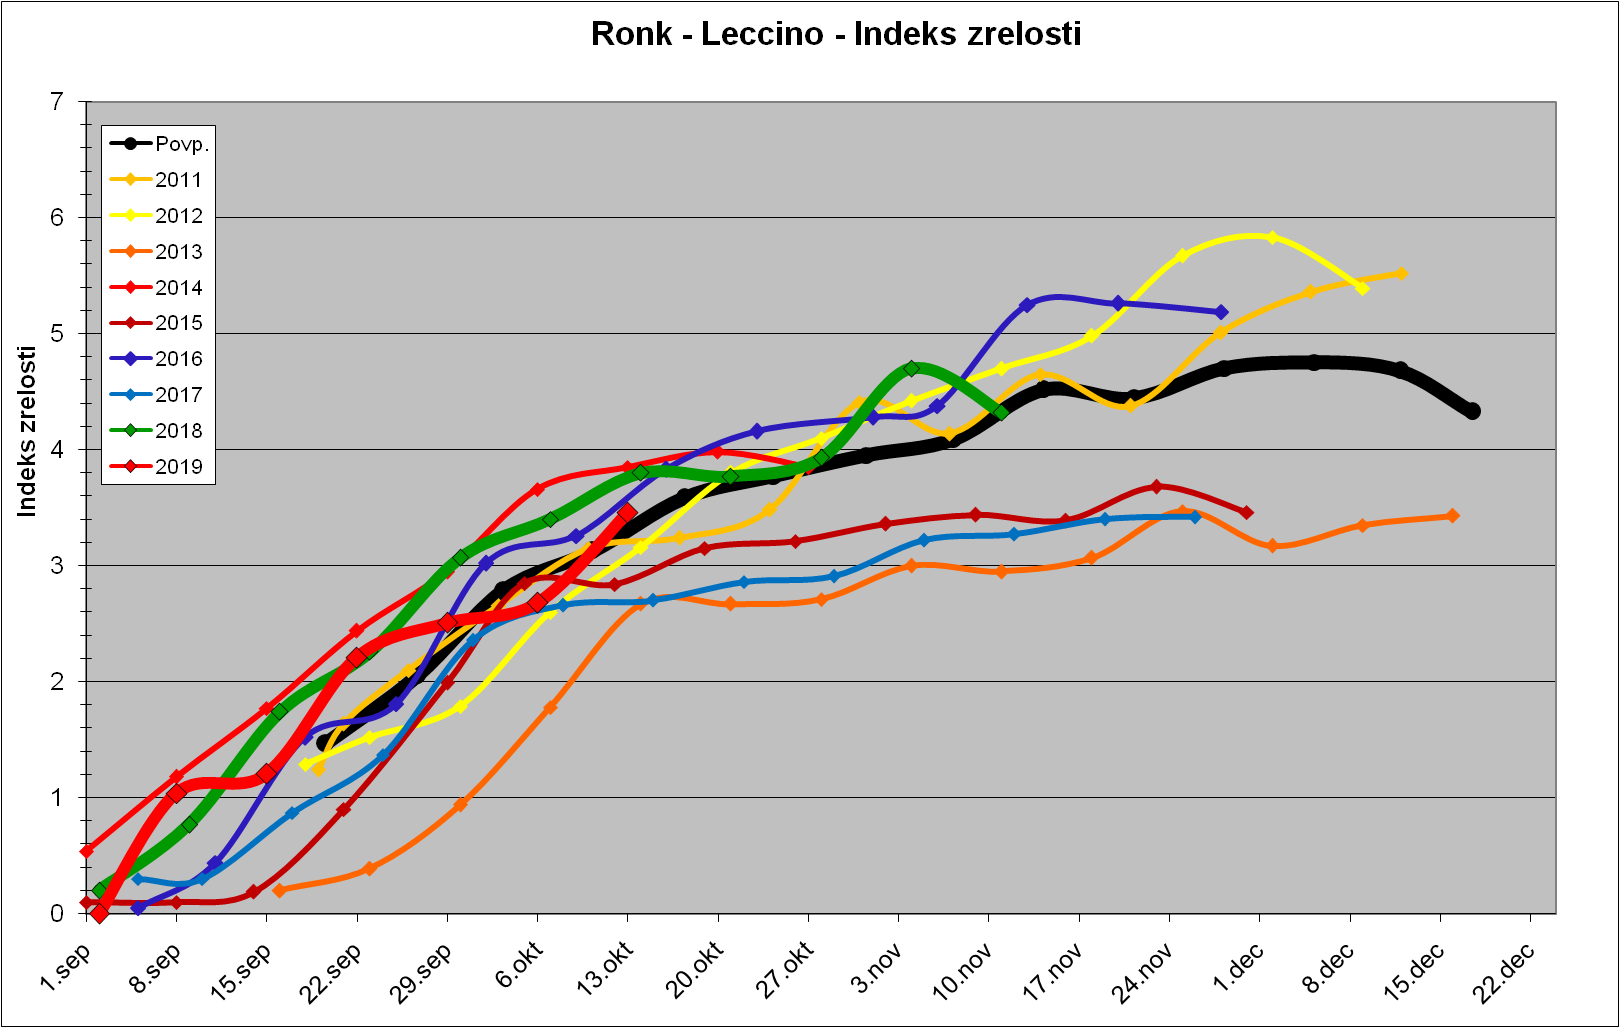 Ronk - Leccino - Indeks zrelosti
Indeks zrelosti
7
6
5
4
3
2
1
0
Povp.
2011
2012
2013
2014
2015
2016
2017
2018
2019
1.sep
8.sep
15.sep
22.sep
29.sep
6.okt
13.okt
20.okt
27.okt
3.nov
10.nov
17.nov
24.nov
1.dec
8.dec
15.dec
22.dec